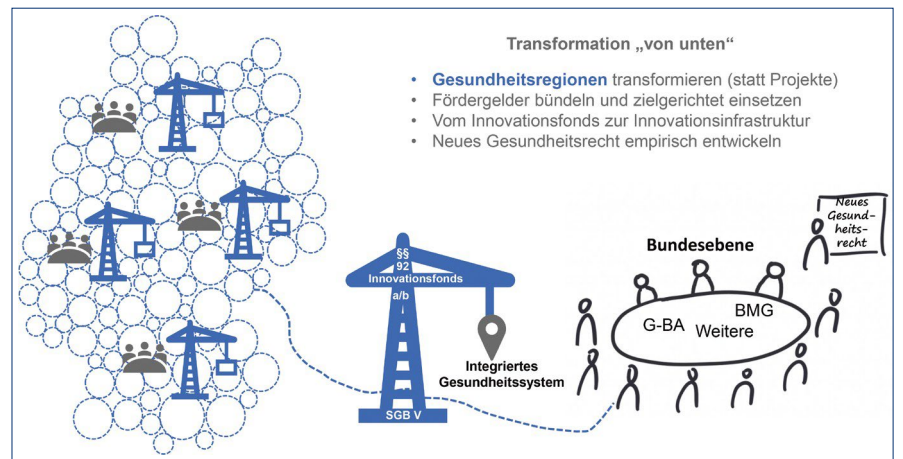 Transformation „von unten“
• Gesundheitsregionen transformieren (statt Projekte)
• Fördergelder bündeln und zielgerichtet einsetzen
• Vom Innovationsfonds zur Innovationsinfrastruktur
• Neues Gesundheitsrecht empirisch entwickeln
Neues
Gesund-
heits-
recht
Bundesebene
§§
92
Innovationsfonds
a/b
G-BA
BMG
Weitere
Integriertes
Gesundheitssystem
SGB V